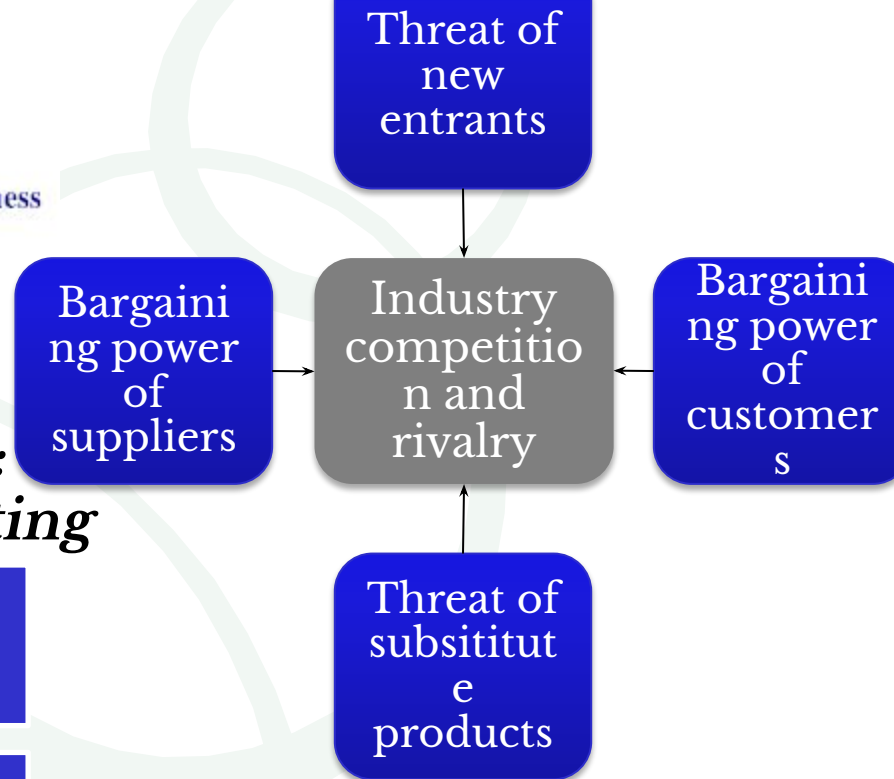 Threat of
new
entrants
ess
Bargaini
ng power
of
suppliers
Industry
competitio
n and
rivalry
Bargaini
ng power
of
customer
s
ting
Threat of
subsititut
e
products